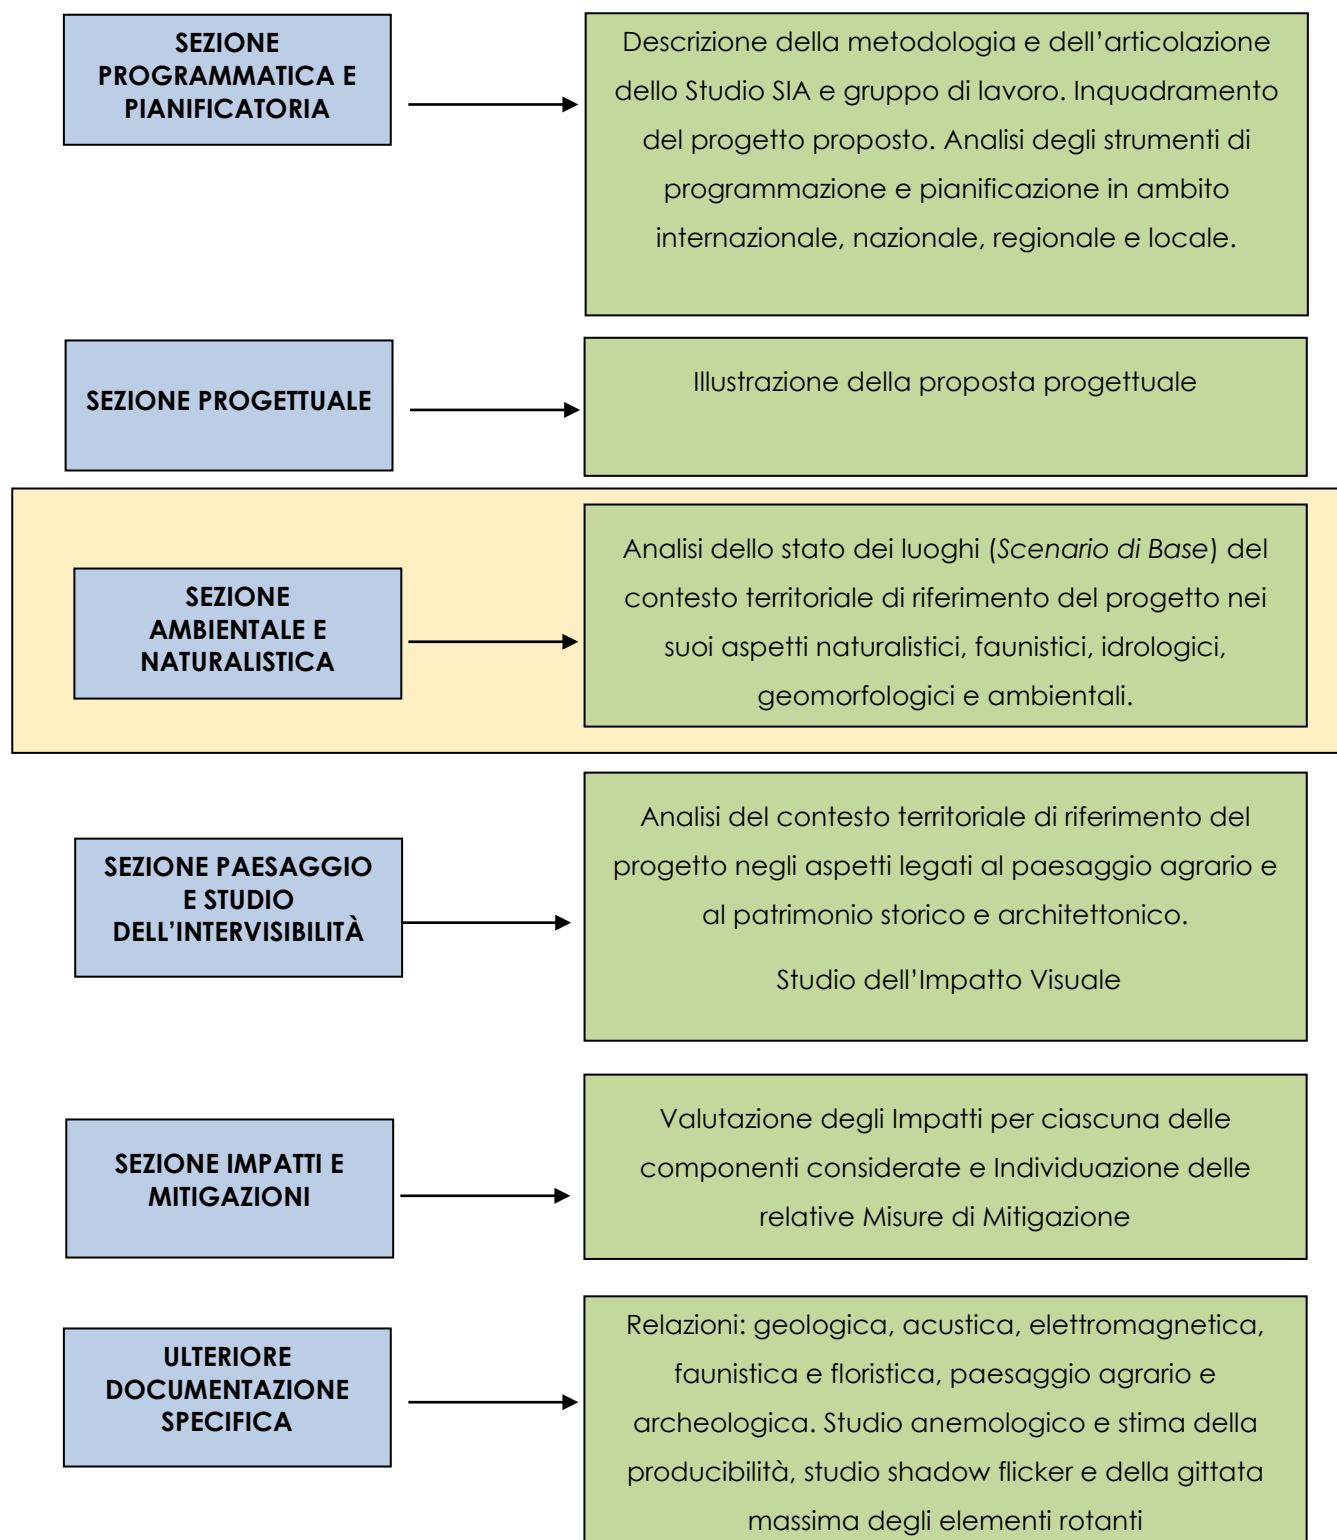 SEZIONE
PROGRAMMATICA E
PIANIFICATORIA
Descrizione della metodologia e dell’articolazione
dello Studio SIA e gruppo di lavoro. Inquadramento
del progetto proposto. Analisi degli strumenti di
programmazione e pianificazione in ambito
internazionale, nazionale, regionale e locale.
SEZIONE PROGETTUALE
Illustrazione della proposta progettuale
SEZIONE
AMBIENTALE E
NATURALISTICA
Analisi dello stato dei luoghi (Scenario di Base) del
contesto territoriale di riferimento del progetto nei
suoi aspetti naturalistici, faunistici, idrologici,
geomorfologici e ambientali.
SEZIONE PAESAGGIO
E STUDIO
DELL’INTERVISIBILITÀ
Analisi del contesto territoriale di riferimento del
progetto negli aspetti legati al paesaggio agrario e
al patrimonio storico e architettonico.
Studio dell’Impatto Visuale
SEZIONE IMPATTI E
MITIGAZIONI
Valutazione degli Impatti per ciascuna delle
componenti considerate e Individuazione delle
relative Misure di Mitigazione
ULTERIORE
DOCUMENTAZIONE
SPECIFICA
Relazioni: geologica, acustica, elettromagnetica,
faunistica e floristica, paesaggio agrario e
archeologica. Studio anemologico e stima della
producibilità, studio shadow flicker e della gittata
massima degli elementi rotanti